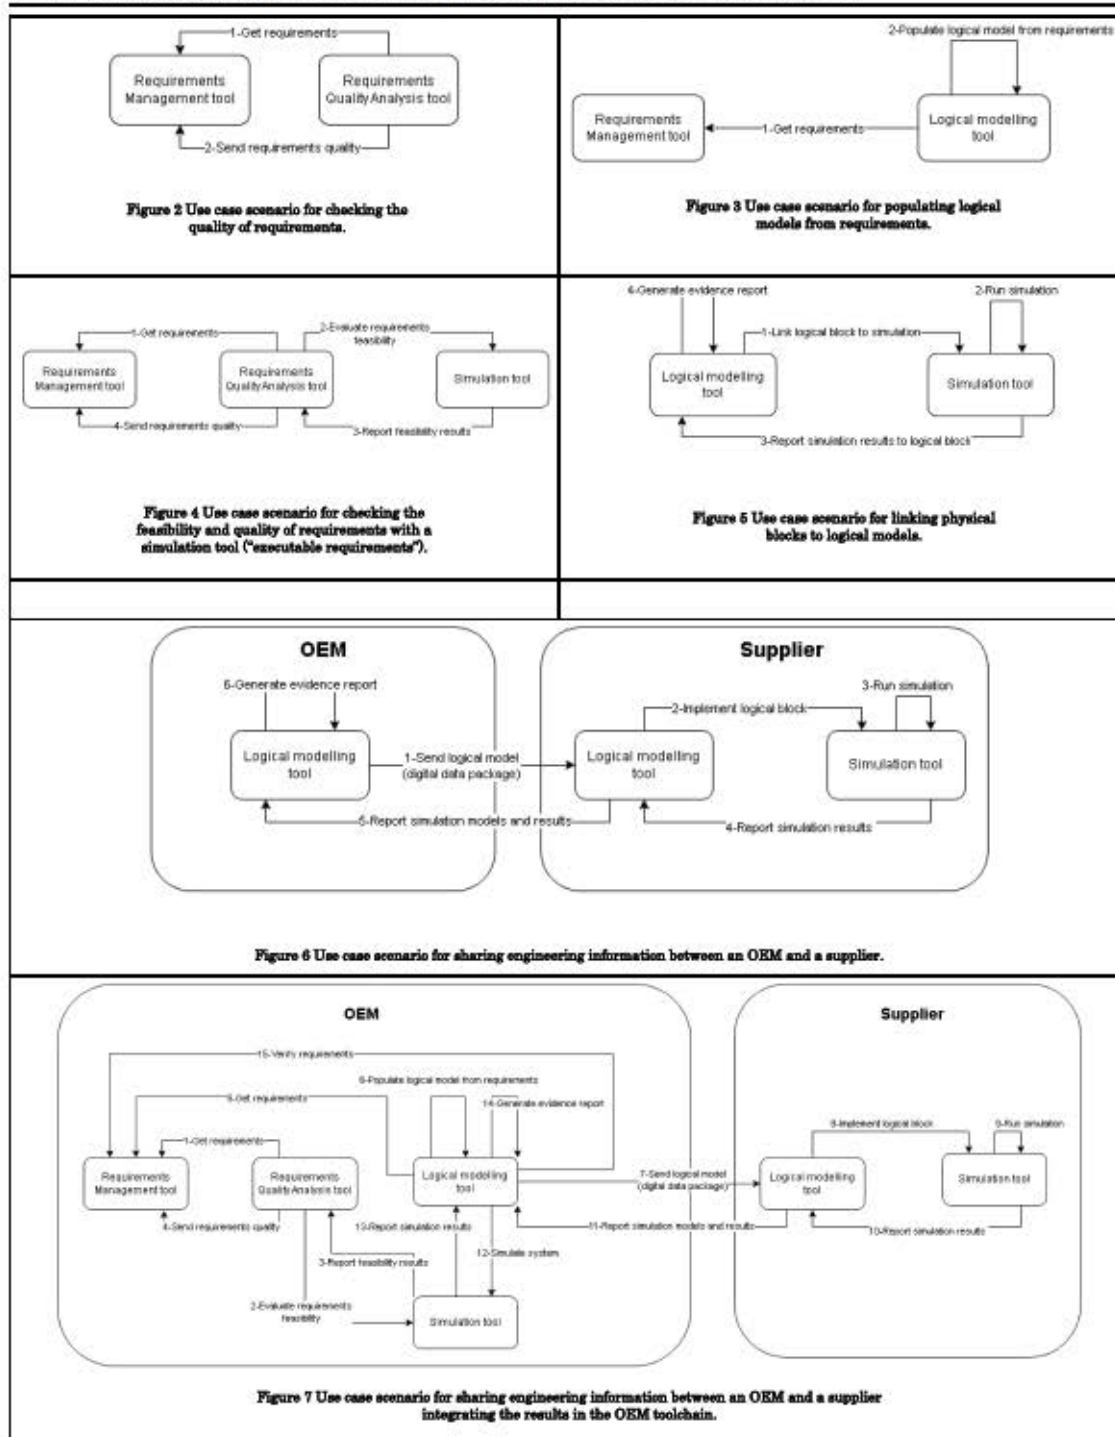 1-Get requirements
Requirements
Management tool
Requirements
Quality Analysis tool
2-Send requirements quality
Figure 2 Use case scenario for checking the
quality of requirements.
2-Populate logical model from requirements
Requirements
Management tool
1-Get requirements
Logical modelling
tool
Figure 3 Use case scenario for populating logical
models from requirements.
1-Get requirements
2-Evaluate requirements
feasibility
Requirements
Management tool
Requirements
Quality Analysis tool
Simulation tool
4-Send requirements quality
3-Report feasibility results
Figure 4 Use case scenario for checking the
feasibility and quality of requirements with a
simulation tool ("executable requirements").
2-Run simulation
1-Link logical block to simulation
-Generate evidence report
Logical modelling
tool
Simulation tool
3-Report simulation results to logical block
Figure 5 Use case scenario for linking physical
blocks to logical models.
OEM
6-Generate evidence report
Logical modelling
tool
1-Send logical model
(digital data package)
5-Report simulation models and results
Supplier
3-Run simulation
2-Implement logical block
Logical modelling
tool
Simulation tool
4-Report simulation results
Figure 6 Use case scenario for sharing engineering information between an OEM and a supplier.
OEM
15-Verify requirements
6-Populate logical model from requirements
5-Get requirements
14-Generate evidence report
1-Get requirements
Requirements
Management tool
Requirements
Quality Analysis tool
Logical modelling
tool
7-Send logical model
(digital data package)
4-Send requirements quality
13-Report simulation results
11-Report simulation models and results
12-Simulate system
3-Report feasibility results
2-Evaluate requirements
feasibility
Simulation tool
Supplier
8-Implement logical block
9-Run simulation
Logical modelling
tool
Simulation tool
10-Report simulation results
Figure 7 Use case scenario for sharing engineering information between an OEM and a supplier
integrating the results in the OEM toolchain.